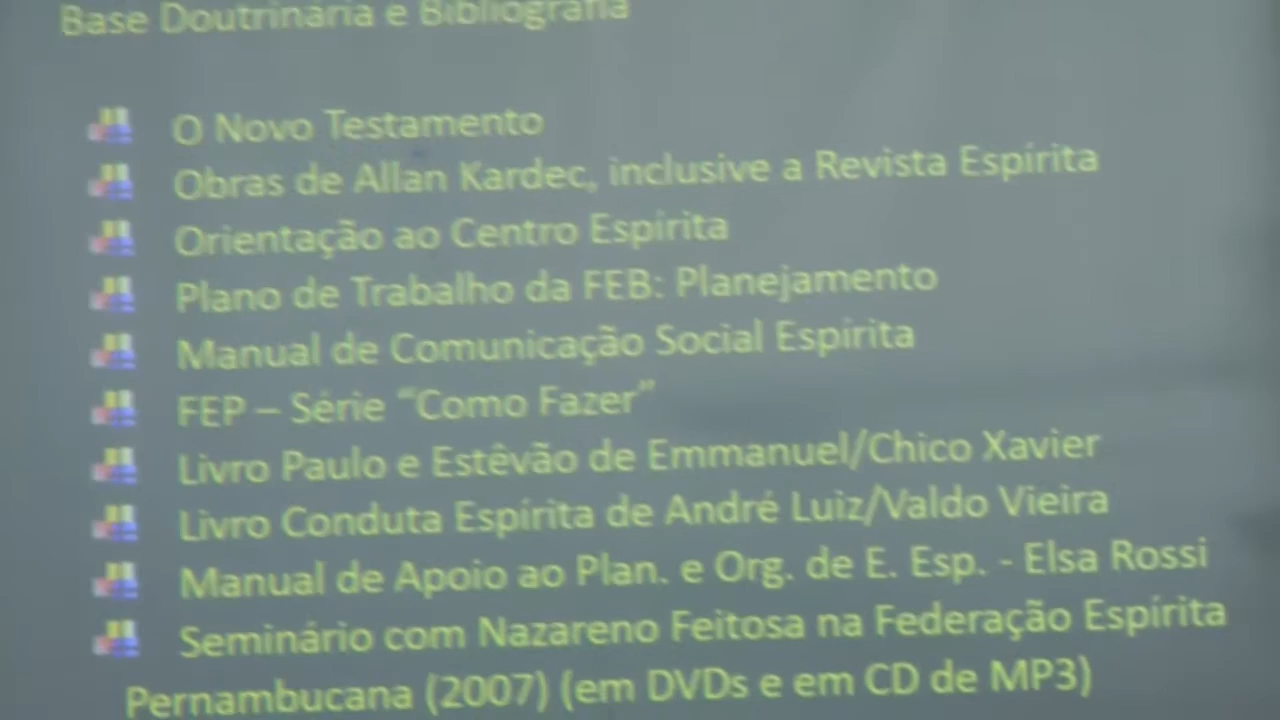 Base Doutrinária e Bibliografia
O Novo Testamento
Obras de Allan Kardec, inclusive a Revista Espírita
Orientação ao Centro Espírita
Plano de Trabalho da FEB: Planejamento
Manual de Comunicação Social Espírita
FEP – Série “Como Fazer”
Livro Paulo e Estêvão de Emmanuel/Chico Xavier
Livro Conduta Espírita de André Luiz/Valdo Vieira
Manual de Apoio ao Plan. e Org. de E. Esp. - Elsa Rossi
Seminário com Nazareno Feitosa na Federação Espírita
Pernambucana (2007) (em DVDs e em CD de MP3)